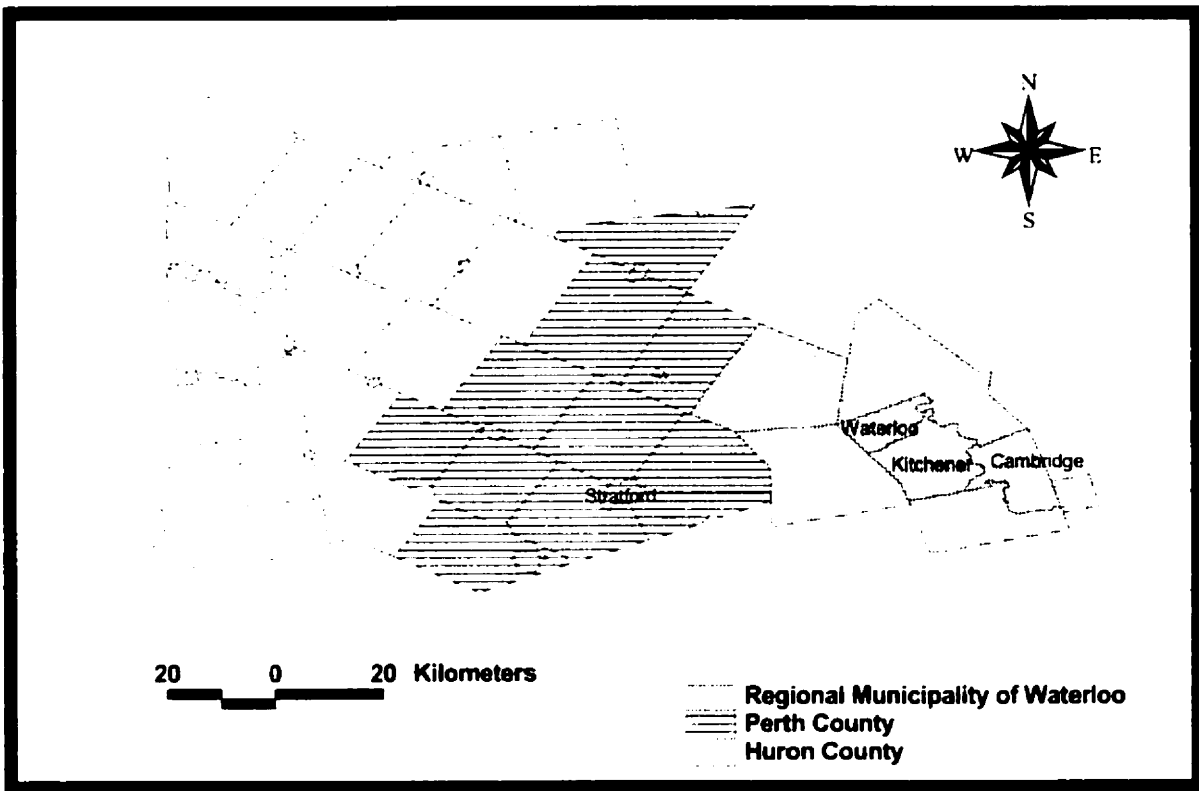 N
W E
S
Waterloo
Kitchener Cambridge
Stratford
20 0 20 Kilometers
Regional Municipality of Waterloo
Perth County
Huron County